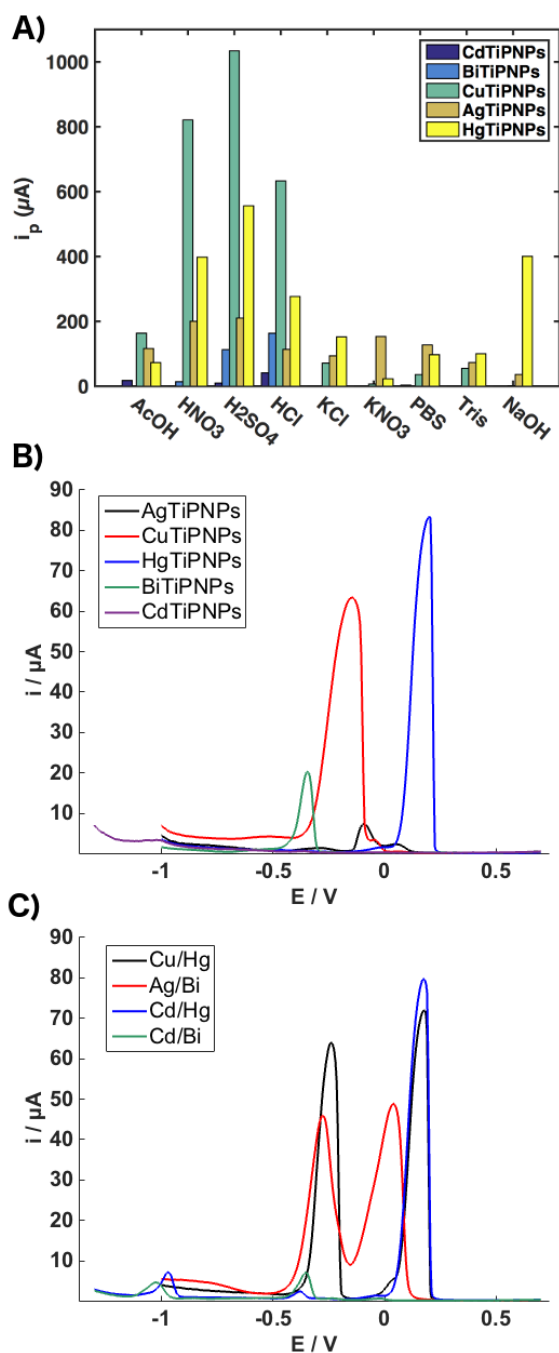 A)
1000
800
600
400
200
0
i_p (µA)
CdTiPNPs
BiTiPNPs
CuTiPNPs
AgTiPNPs
HgTiPNPs
AcOH
HNO3
H2SO4
HCl
KCl
KNO3
PBS
Tris
NaOH
B)
90
80
70
60
50
40
30
20
10
i / µA
AgTiPNPs
CuTiPNPs
HgTiPNPs
BiTiPNPs
CdTiPNPs
-1
-0.5
0
0.5
E / V
C)
90
80
70
60
50
40
30
20
10
i / µA
Cu/Hg
Ag/Bi
Cd/Hg
Cd/Bi
-1
-0.5
0
0.5
E / V